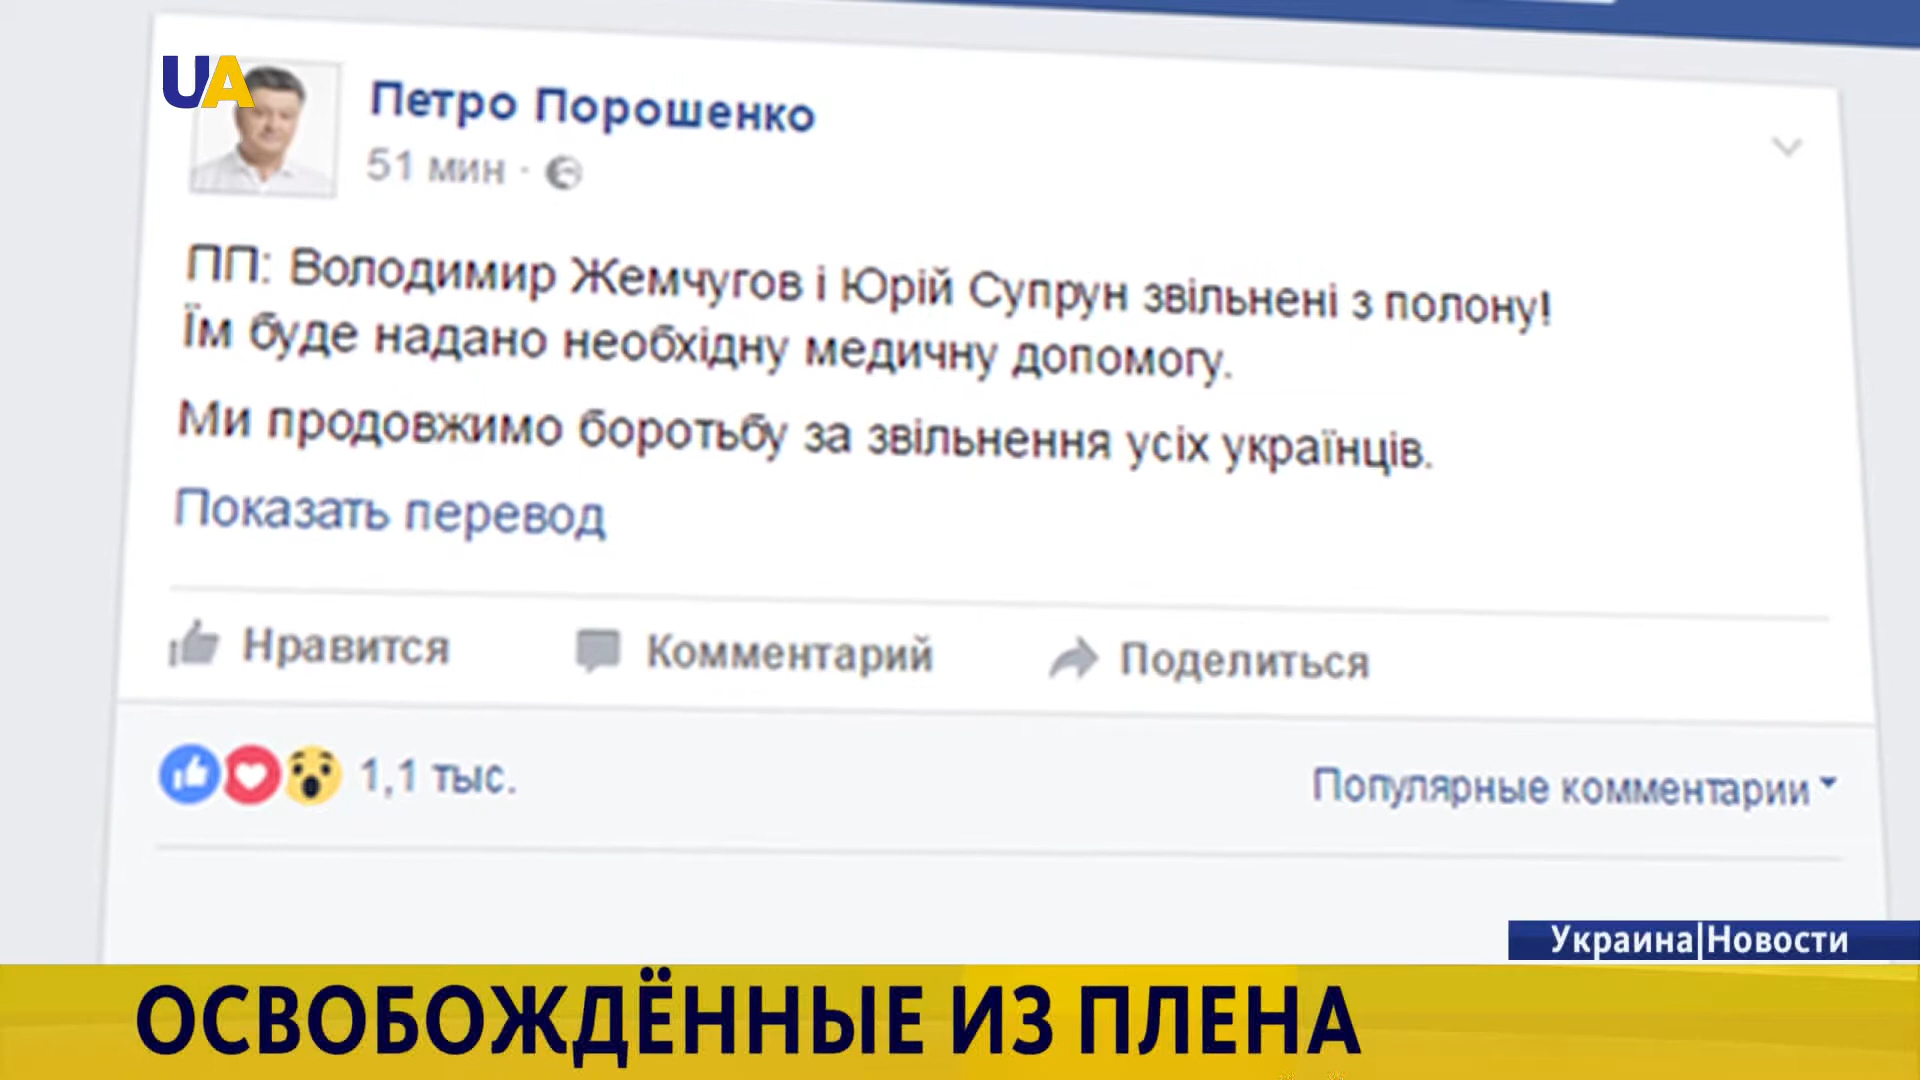 UA
Петро Порошенко
51 мин ·
ПП: Володимир Жемчугов і Юрій Супрун звільнені з полону!
Їм буде надано необхідну медичну допомогу.
Ми продовжимо боротьбу за звільнення усіх українців.
Показать перевод
Нравится Комментарий Поделиться
1,1 тыс. Популярные комментарии
Украина|Новости
ОСВОБОЖДЁННЫЕ ИЗ ПЛЕНА